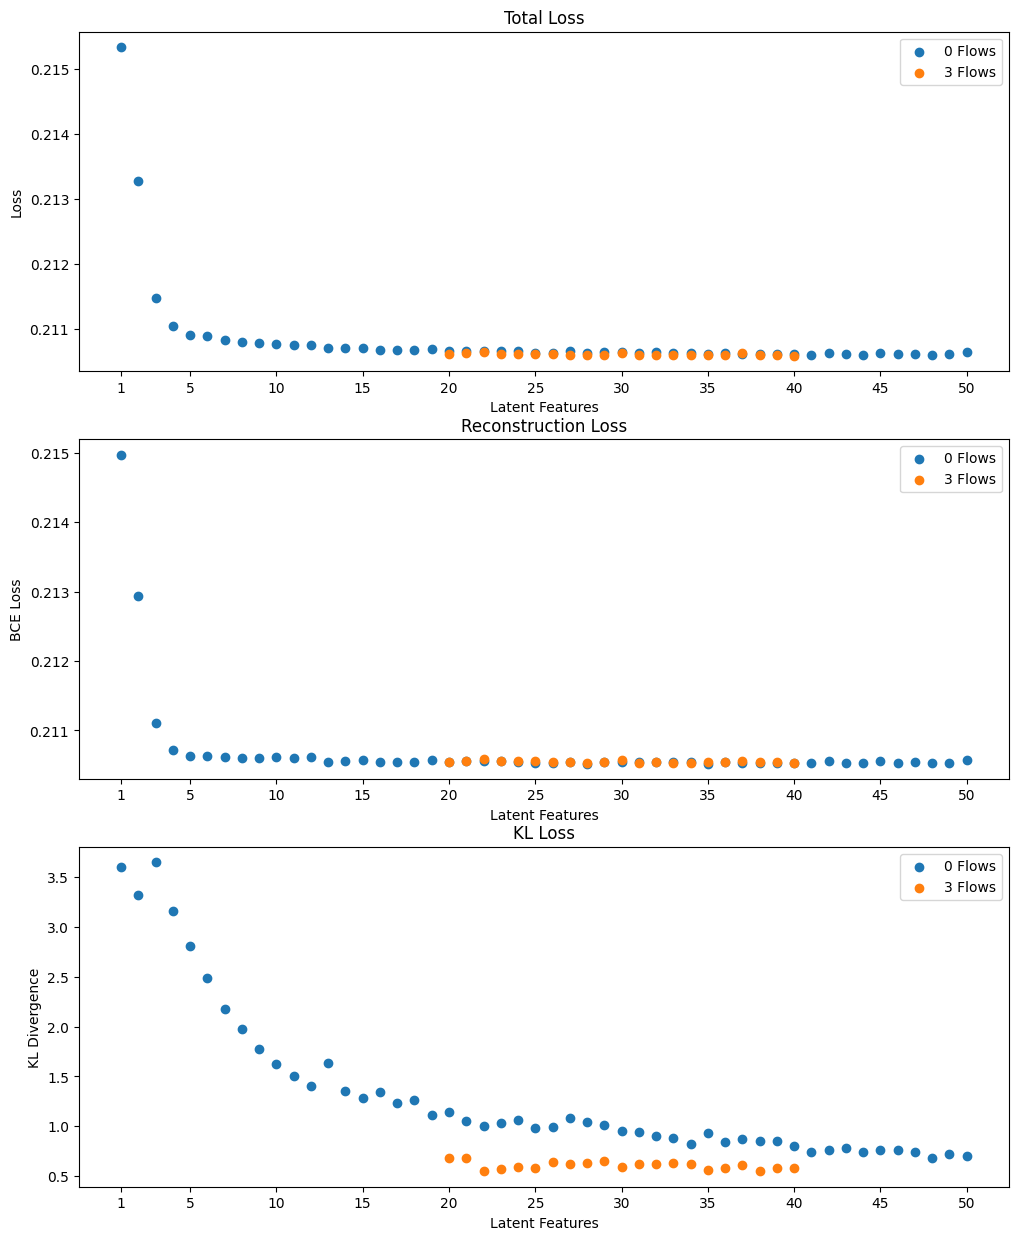 Total Loss
0 Flows
3 Flows
0.215
0.214
0.213
0.212
0.211
Loss
1 5 10 15 20 25 30 35 40 45 50
Latent Features
Reconstruction Loss
0 Flows
3 Flows
0.215
0.214
0.213
0.212
0.211
BCE Loss
1 5 10 15 20 25 30 35 40 45 50
Latent Features
KL Loss
0 Flows
3 Flows
3.5
3.0
2.5
2.0
1.5
1.0
0.5
KL Divergence
1 5 10 15 20 25 30 35 40 45 50
Latent Features